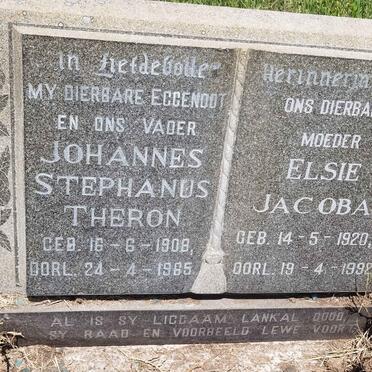 In Liefdevolle Herinnering
MY DIERBARE EGGENOOT
EN ONS VADER
JOHANNES
STEPHANUS
THERON
GEB. 16-6-1908,
OORL. 24-4-1965.
ONS DIERBA
MOEDER
ELSIE
JACOBA
GEB. 14-5-1920,
OORL. 19-4-1992
AL IS SY LIGGAAM LANKAL DOOD,
SY RAAD EN VOORBEELD LEWE VOORT